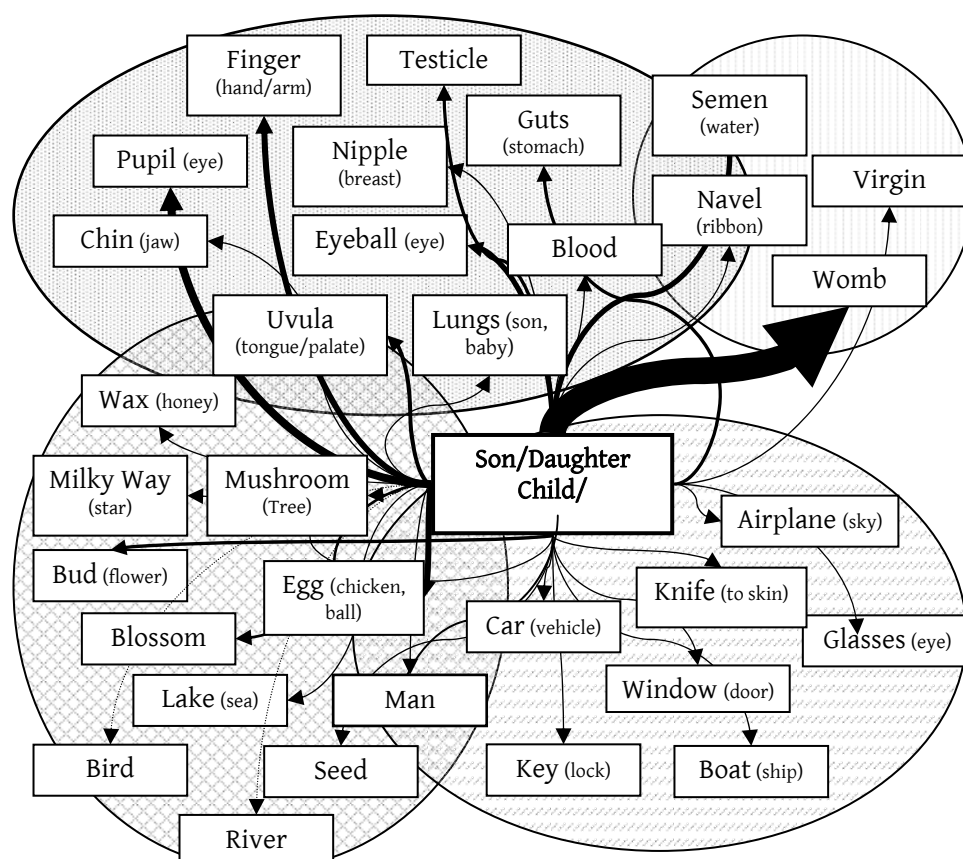 Finger
(hand/arm)
Testicle
Semen
(water)
Guts
(stomach)
Nipple
(breast)
Pupil (eye)
Virgin
Navel
(ribbon)
Chin (jaw)
Eyeball (eye)
Blood
Womb
Uvula
(tongue/palate)
Lungs (son,
baby)
Wax (honey)
Son/Daughter
Child/
Milky Way
(star)
Mushroom
(Tree)
Airplane (sky)
Bud (flower)
Egg (chicken,
ball)
Knife (to skin)
Car (vehicle)
Blossom
Glasses (eye)
Lake (sea)
Man
Window (door)
Bird
Seed
Key (lock)
Boat (ship)
River